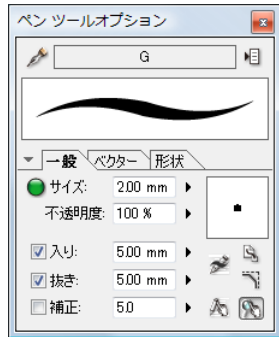 ペン ツールオプション
G
一般 ベクター 形状
サイズ: 2.00 mm
不透明度: 100 %
入り: 5.00 mm
抜き: 5.00 mm
補正: 5.0